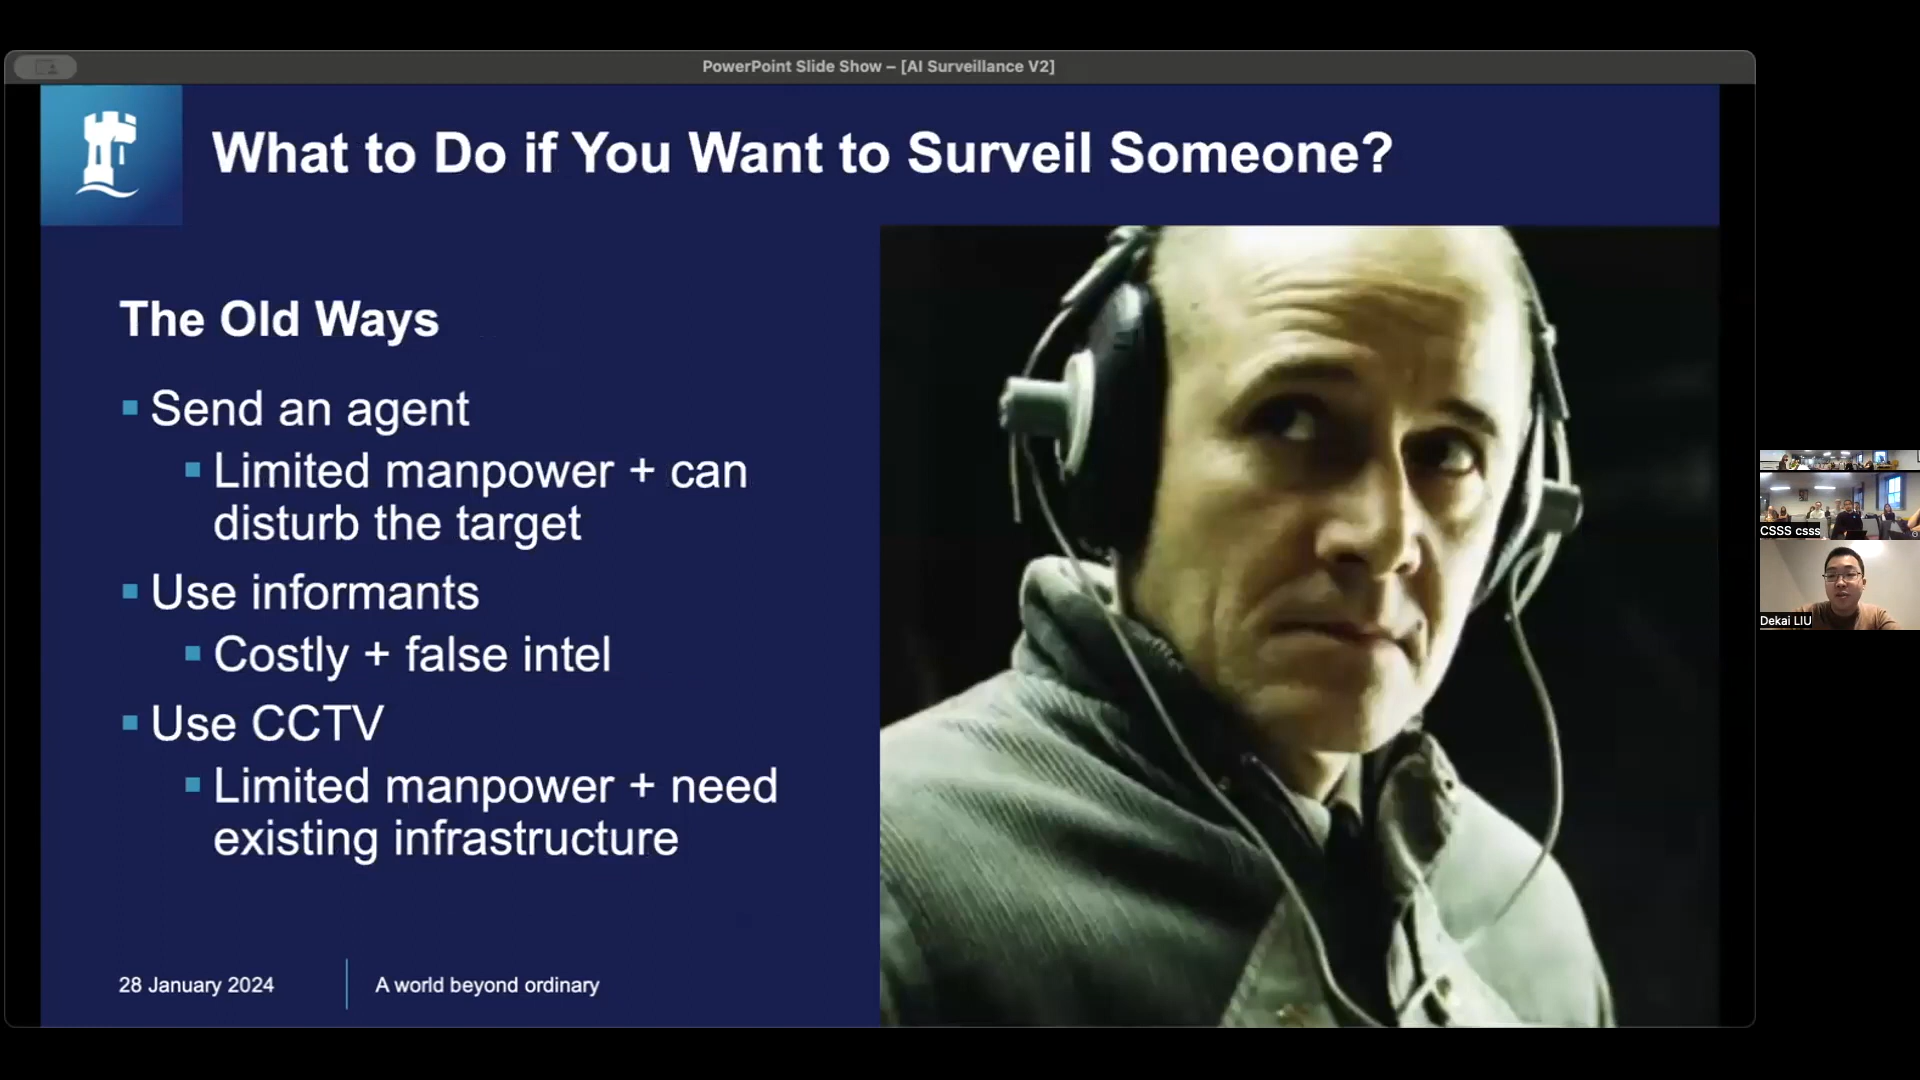 PowerPoint Slide Show – [AI Surveillance V2]
What to Do if You Want to Surveil Someone?
The Old Ways
Send an agent
Limited manpower + can
disturb the target
Use informants
Costly + false intel
Use CCTV
Limited manpower + need
existing infrastructure
28 January 2024
A world beyond ordinary
CSSS csss
Dekai LIU